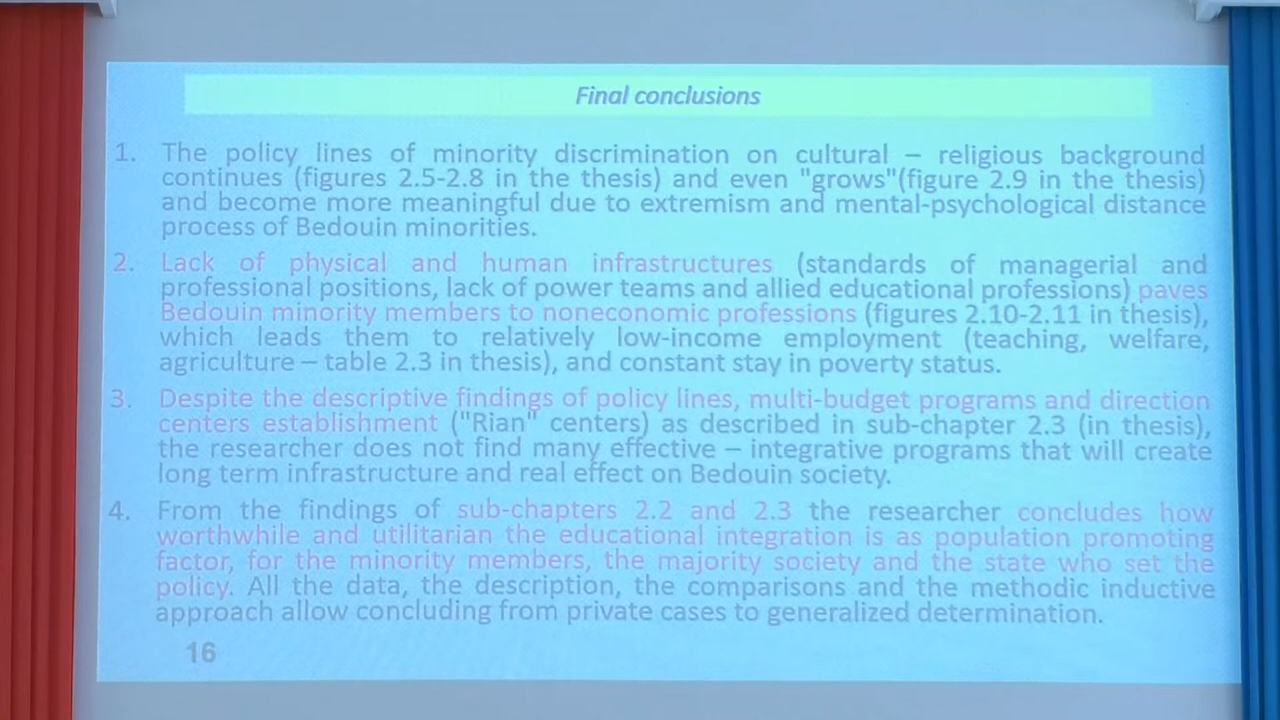 Final conclusions
1. The policy lines of minority discrimination on cultural – religious background
continues (figures 2.5-2.8 in the thesis) and even "grows"(figure 2.9 in the thesis)
and become more meaningful due to extremism and mental-psychological distance
process of Bedouin minorities.
2. Lack of physical and human infrastructures (standards of managerial and
professional positions, lack of power teams and allied educational professions) paves
Bedouin minority members to noneconomic professions (figures 2.10-2.11 in thesis),
which leads them to relatively low-income employment (teaching, welfare,
agriculture – table 2.3 in thesis), and constant stay in poverty status.
3. Despite the descriptive findings of policy lines, multi-budget programs and direction
centers establishment ("Rian" centers) as described in sub-chapter 2.3 (in thesis),
the researcher does not find many effective – integrative programs that will create
long term infrastructure and real effect on Bedouin society.
4. From the findings of sub-chapters 2.2 and 2.3 the researcher concludes how
worthwhile and utilitarian the educational integration is as population promoting
factor, for the minority members, the majority society and the state who set the
policy. All the data, the description, the comparisons and the methodic inductive
approach allow concluding from private cases to generalized determination.
16